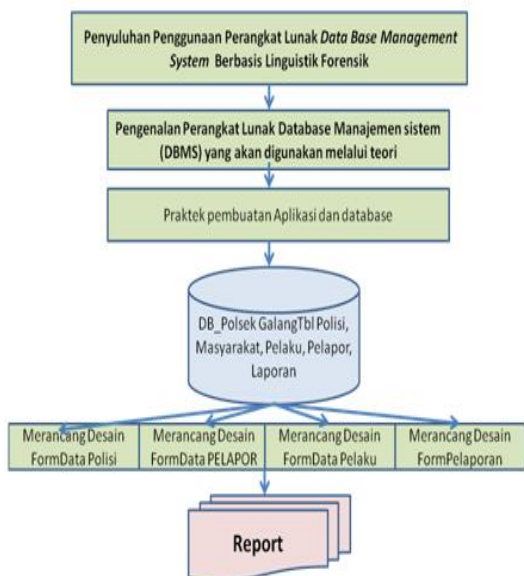 Penyuluhan Penggunaan Perangkat Lunak Data Base Management
System Berbasis Linguistik Forensik
Pengenalan Perangkat Lunak Database Manajemen sistem
(DBMS) yang akan digunakan melalui teori
Praktek pembuatan Aplikasi dan database
DB_Polsek GalangTbl Polisi,
Masyarakat, Pelaku, Pelapor,
Laporan
Merancang Desain
FormData Polisi
Merancang Desain
FormData PELAPOR
Merancang Desain
FormData Pelaku
Merancang Desain
FormPelaporan
Report